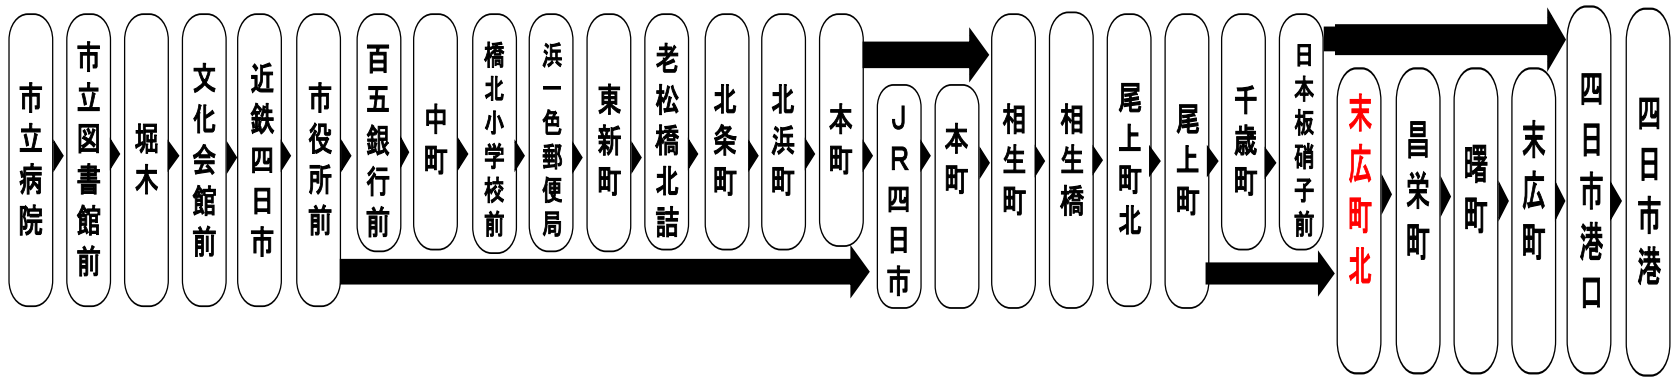 市立病院
市立図書館前
堀木
文化会館前
近鉄四日市
市役所前
百五銀行前
中町
橋北小学校前
浜一色郵便局
東新町
老松橋北詰
北条町
北浜町
本町
JR四日市
本町
相生町
相生橋
尾上町北
尾上町
千歳町
日本板硝子前
末広町北
昌栄町
曙町
末広町
四日市港口
四日市港